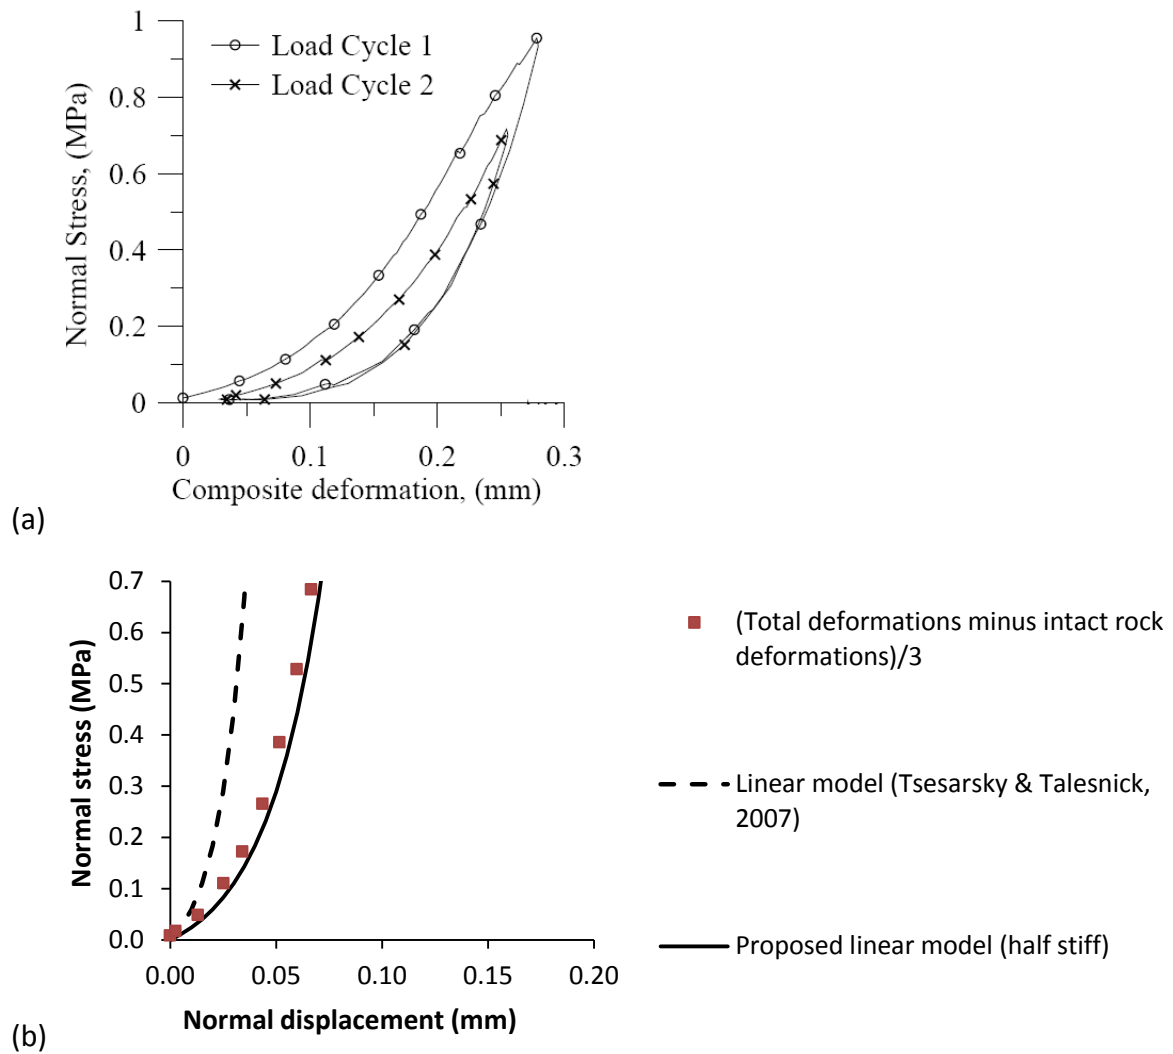 (a)
1
0.8
0.6
0.4
0.2
0
Normal Stress, (MPa)
Load Cycle 1
Load Cycle 2
0
0.1
0.2
0.3
Composite deformation, (mm)
(b)
0.7
0.6
0.5
0.4
0.3
0.2
0.1
0.0
Normal stress (MPa)
0.00
0.05
0.10
0.15
0.20
Normal displacement (mm)
(Total deformations minus intact rock
deformations)/3
Linear model (Tsesarsky & Talesnick,
2007)
Proposed linear model (half stiff)